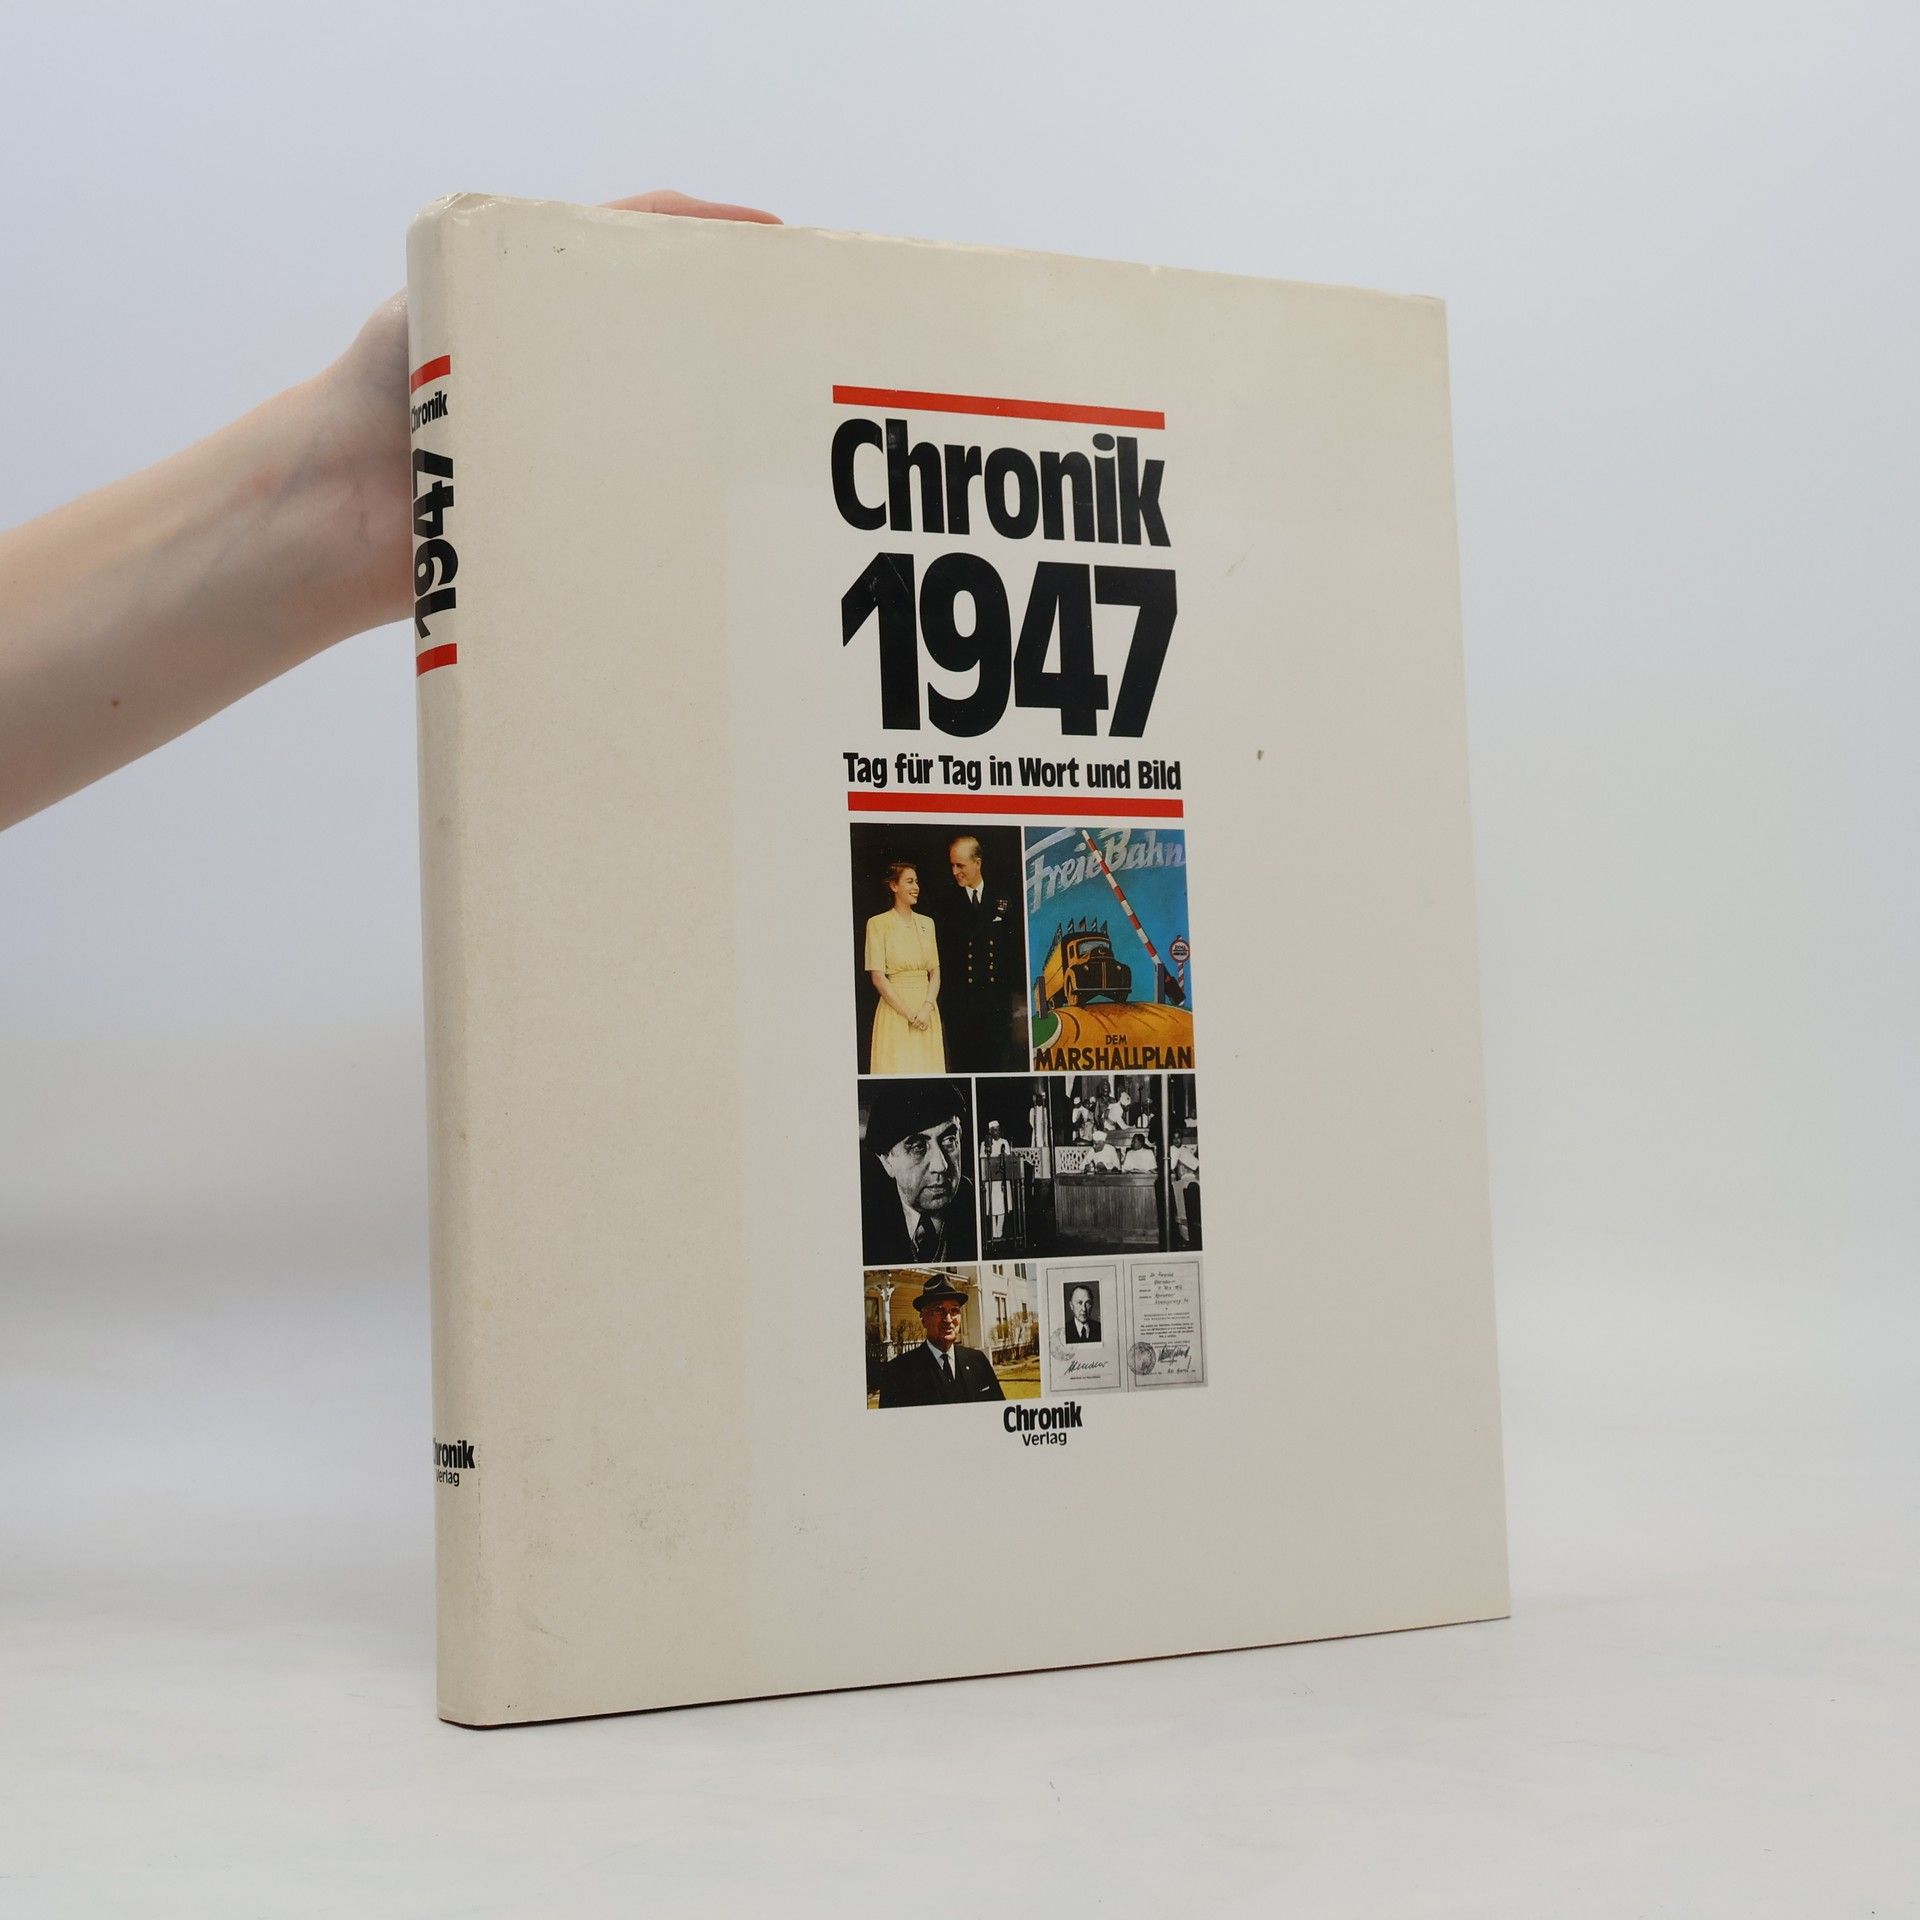 Chronik
1947
Chronik
Verlag
Chronik
1947
Tag für Tag in Wort und Bild
Freie Bahn
DEM
MARSHALLPLAN
Chronik
Verlag